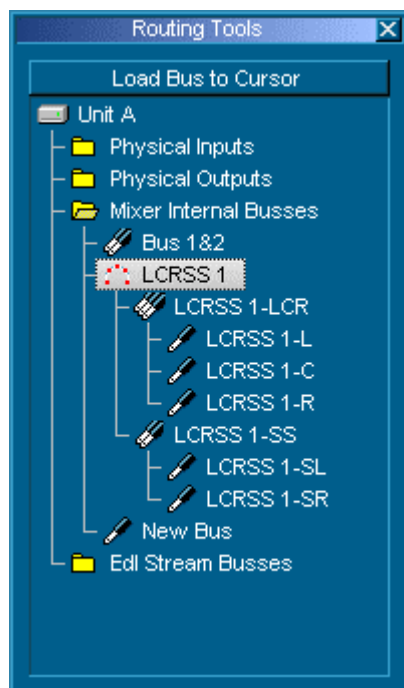 Routing Tools
Load Bus to Cursor
Unit A
Physical Inputs
Physical Outputs
Mixer Internal Busses
Bus 1&2
LCRSS 1
LCRSS 1-LCR
LCRSS 1-L
LCRSS 1-C
LCRSS 1-R
LCRSS 1-SS
LCRSS 1-SL
LCRSS 1-SR
New Bus
Edl Stream Busses